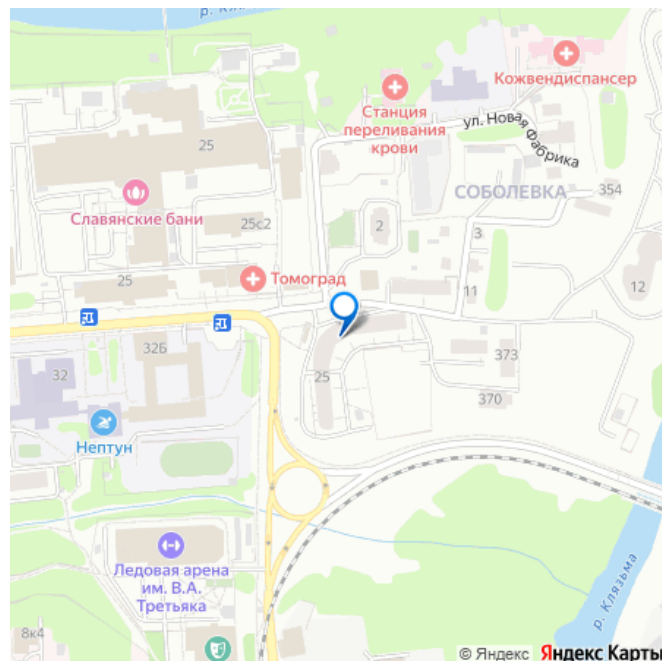 р. Клязьма
Кожвендиспансер
Станция
переливания
крови
ул. Новая Фабрика
25
СОБОЛЕВКА
354
Славянские бани
25с2
2
3
25
Томоград
11
12
32Б
32
25
373
370
Нептун
Ледовая арена
им. В.А.
Третьяка
р. Клязьма
8к4
© Яндекс Яндекс Карты